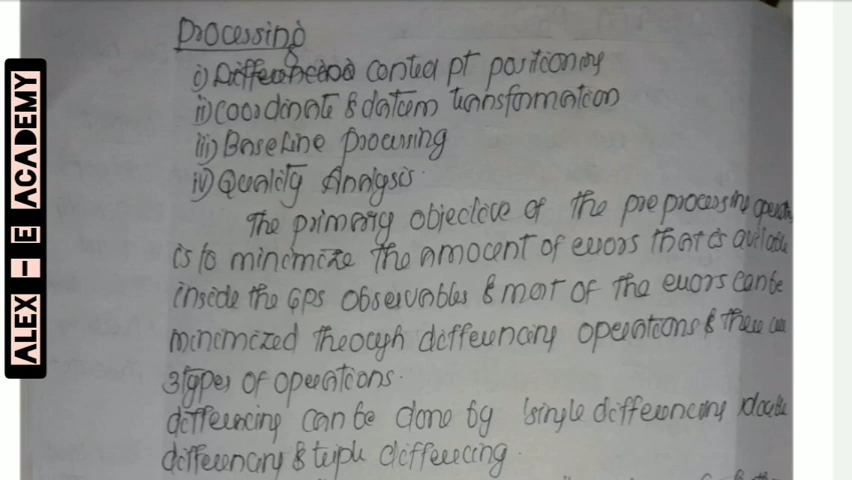 ALEX - E ACADEMY
Processing
i) Differencing control pt positioning
ii) coordinate & datum transformation
iii) Baseline processing
iv) Quality Analysis.
The primary objective of the preprocessing
is to minimize the amount of errors that is available
inside the GPS observables & most of the errors can be
minimized through differencing operations & there are
3 types of operations.
differencing can be done by single differencing, double
differencing & triple differencing.